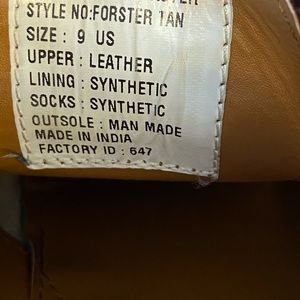 STYLE NO:FORSTER TAN
SIZE : 9 US
UPPER : LEATHER
LINING : SYNTHETIC
SOCKS : SYNTHETIC
OUTSOLE : MAN MADE
MADE IN INDIA
FACTORY ID : 647